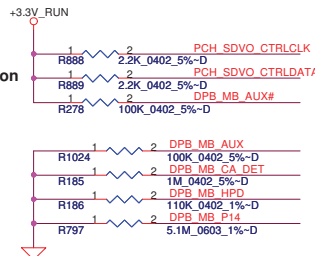 +3.3V_RUN
1 2 PCH_SDVO_CTRLCLK
R888 2.2K_0402_5%~D
on
1 2 PCH_SDVO_CTRLDATA
R889 2.2K_0402_5%~D
1 2 DPB_MB_AUX#
R278 100K_0402_5%~D
1 2 DPB_MB_AUX
R1024 100K_0402_5%~D
1 2 DPB_MB_CA_DET
R185 1M_0402_5%~D
1 2 DPB_MB_HPD
R186 110K_0402_1%~D
1 2 DPB_MB_P14
R797 5.1M_0603_1%~D